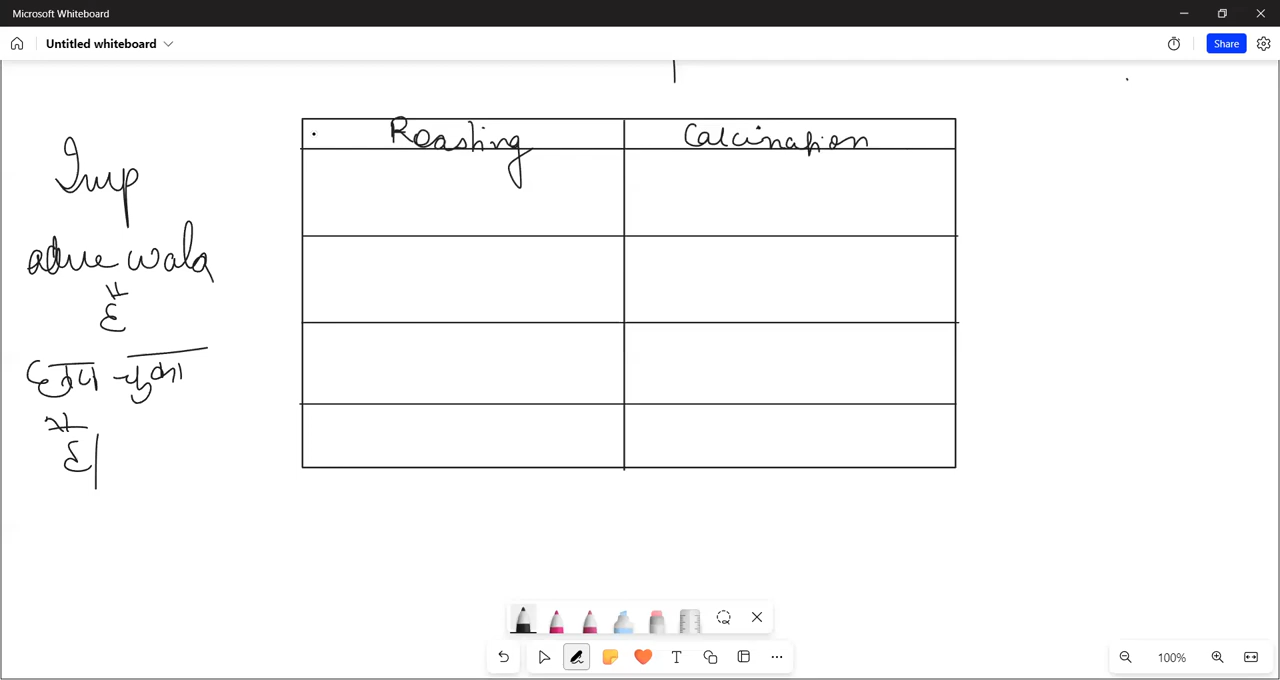 Microsoft Whiteboard
Untitled whiteboard
Share
Roasting
Calcination
Imp
wala
है
चुका
है।
100%